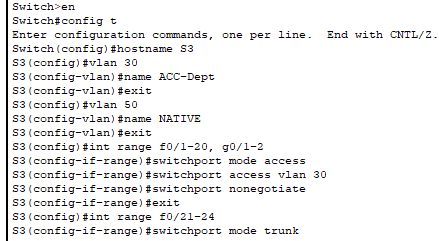 Switch>en
Switch#config t
Enter configuration commands, one per line.  End with CNTL/Z.
Switch(config)#hostname S3
S3(config)#vlan 30
S3(config-vlan)#name ACC-Dept
S3(config-vlan)#exit
S3(config)#vlan 50
S3(config-vlan)#name NATIVE
S3(config-vlan)#exit
S3(config)#int range f0/1-20, g0/1-2
S3(config-if-range)#switchport mode access
S3(config-if-range)#switchport access vlan 30
S3(config-if-range)#switchport nonegotiate
S3(config-if-range)#exit
S3(config)#int range f0/21-24
S3(config-if-range)#switchport mode trunk